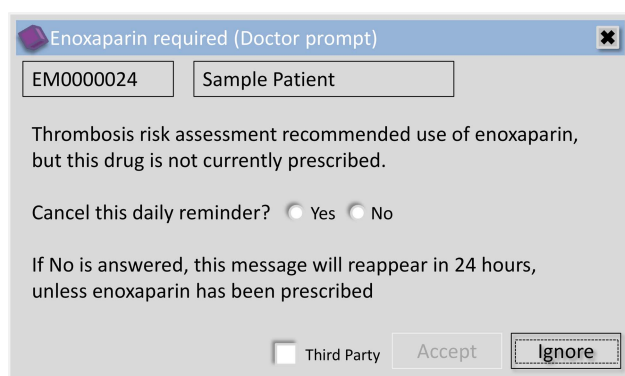 Enoxaparin required (Doctor prompt)
EM0000024 Sample Patient
Thrombosis risk assessment recommended use of enoxaparin,
but this drug is not currently prescribed.
Cancel this daily reminder? Yes No
If No is answered, this message will reappear in 24 hours,
unless enoxaparin has been prescribed
Third Party Accept Ignore